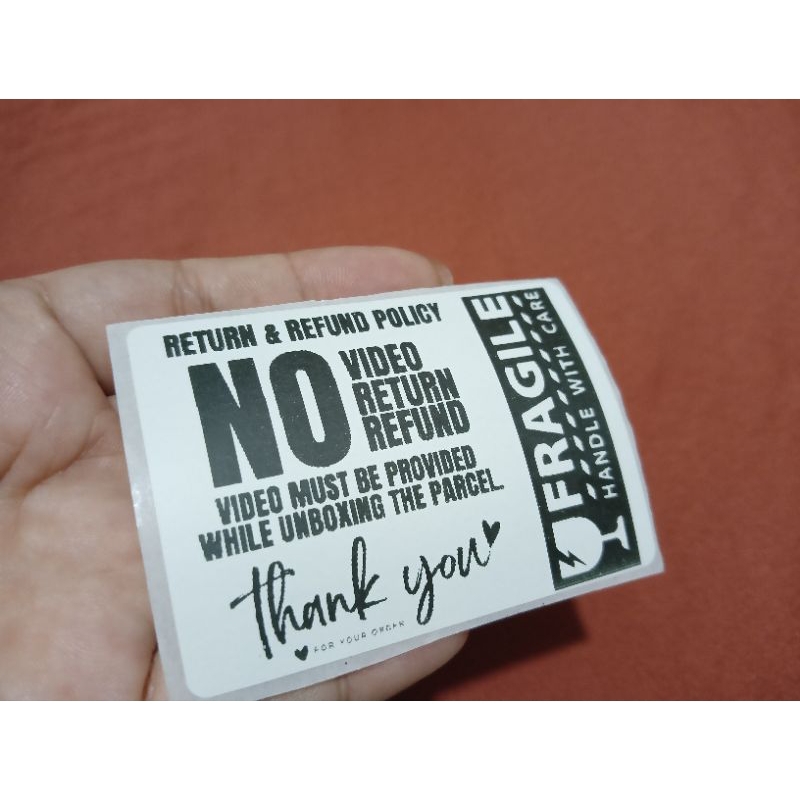 RETURN & REFUND POLICY
NO
VIDEO
RETURN
REFUND
VIDEO MUST BE PROVIDED
WHILE UNBOXING THE PARCEL.
thank you
FOR YOUR ORDER
FRAGILE
HANDLE WITH CARE